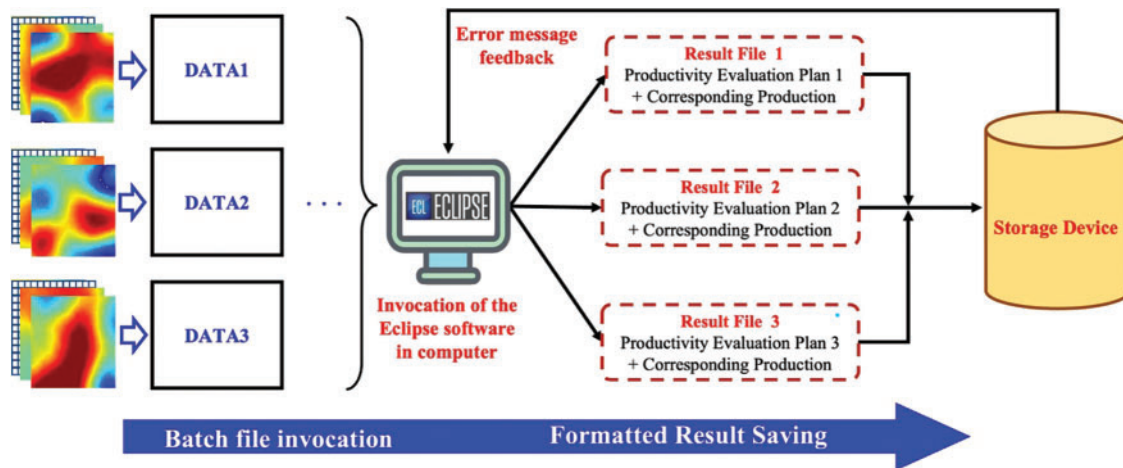 DATA1
DATA2
DATA3
. . .
Error message
feedback
ECL ECLIPSE
Invocation of the
Eclipse software
in computer
Result File 1
Productivity Evaluation Plan 1
+ Corresponding Production
Result File 2
Productivity Evaluation Plan 2
+ Corresponding Production
Result File 3
Productivity Evaluation Plan 3
+ Corresponding Production
Storage Device
Batch file invocation
Formatted Result Saving